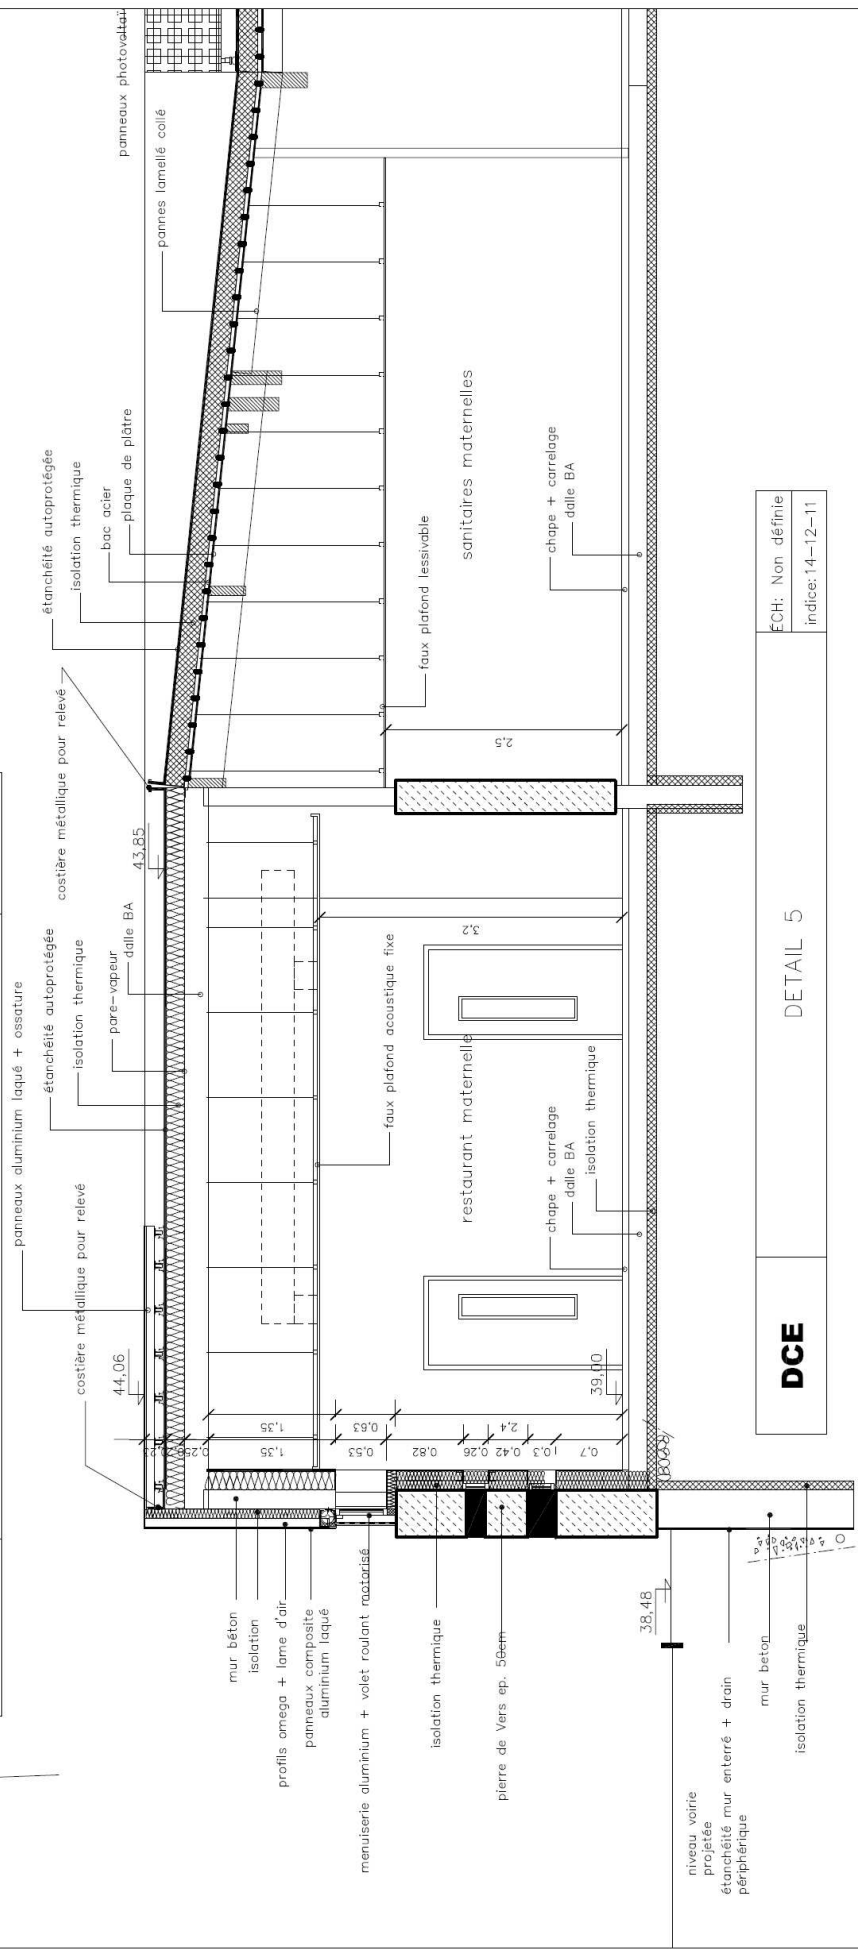 panneaux aluminium laqué + ossature
costière métallique pour relevé
étanchéité autoprotégée
isolation thermique
pare-vapeur
dalle BA
costière métallique pour relevé
étanchéité autoprotégée
isolation thermique
bac acier
plaque de plâtre
pannes lamellé collé
panneaux photovoltaï
44,06
43,85
mur béton
isolation
profils omega + lame d'air
panneaux composite
aluminium laqué
menuiserie aluminium + volet roulant motorisé
isolation thermique
pierre de Vers ep. 50cm
38,48
niveau voirie
projetée
étanchéité mur enterré + drain
périphérique
mur beton
isolation thermique
1,35
0,53
0,82
0,26
0,42
0,3
0,7
1,35
0,63
2,4
39,00
faux plafond acoustique fixe
3,2
restaurant maternelle
chape + carrelage
dalle BA
isolation thermique
faux plafond lessivable
2,5
sanitaires maternelles
chape + carrelage
dalle BA
DCE
DETAIL 5
ÉCH: Non définie
indice: 14-12-11